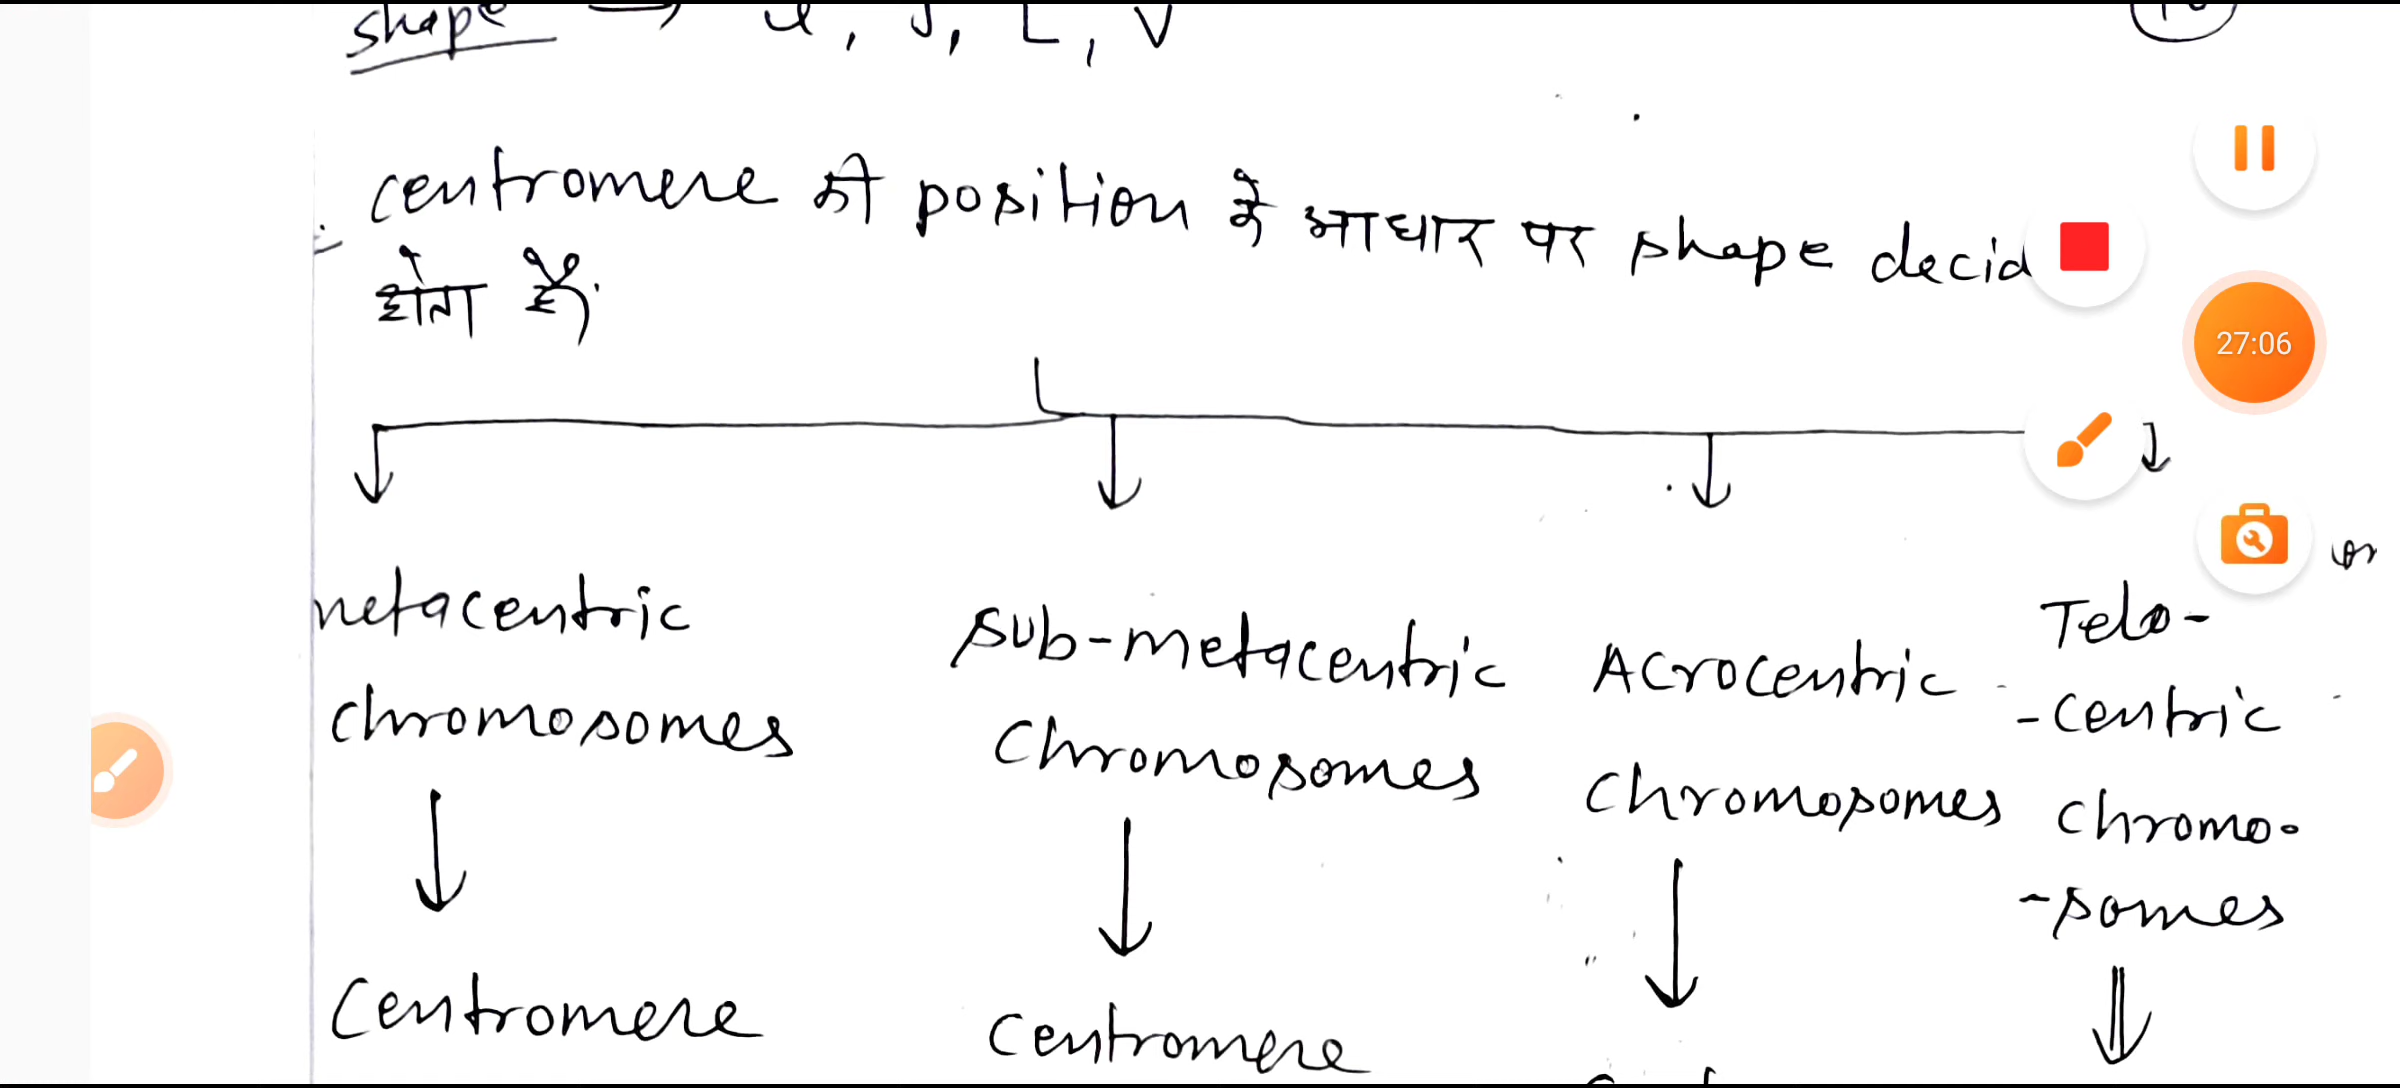 shape → u, J, L, V
centromere की position के आधार पर shape decid
होता है।
27:06
or
metacentric
chromosomes
Sub-metacentric
Chromosomes
Acrocentric
Chromosomes
Telo-
-centric
chromo-
-somes
Centromere
Centromere